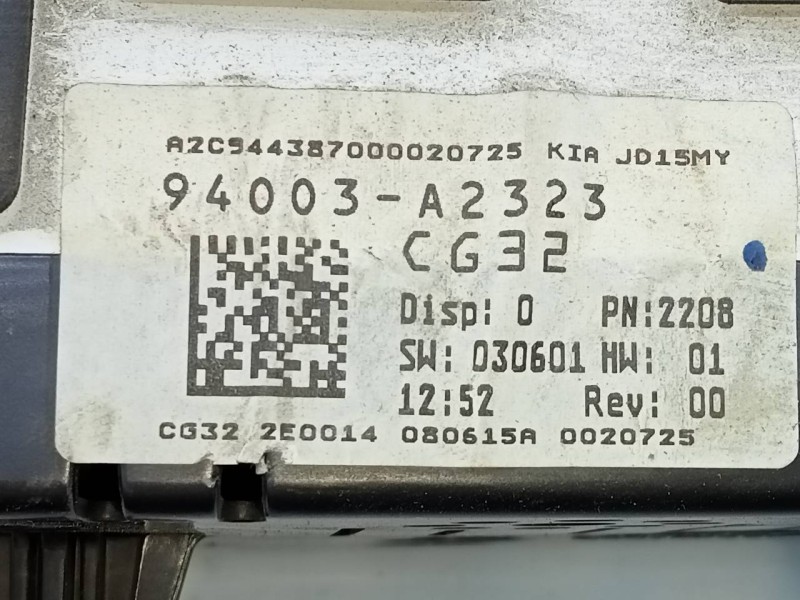 A2C944387000020725 KIA JD15MY
94003-A2323
CG32
Disp: 0 PN:2208
SW: 030601 HW: 01
12:52 Rev: 00
CG32 2E0014 080615A 0020725